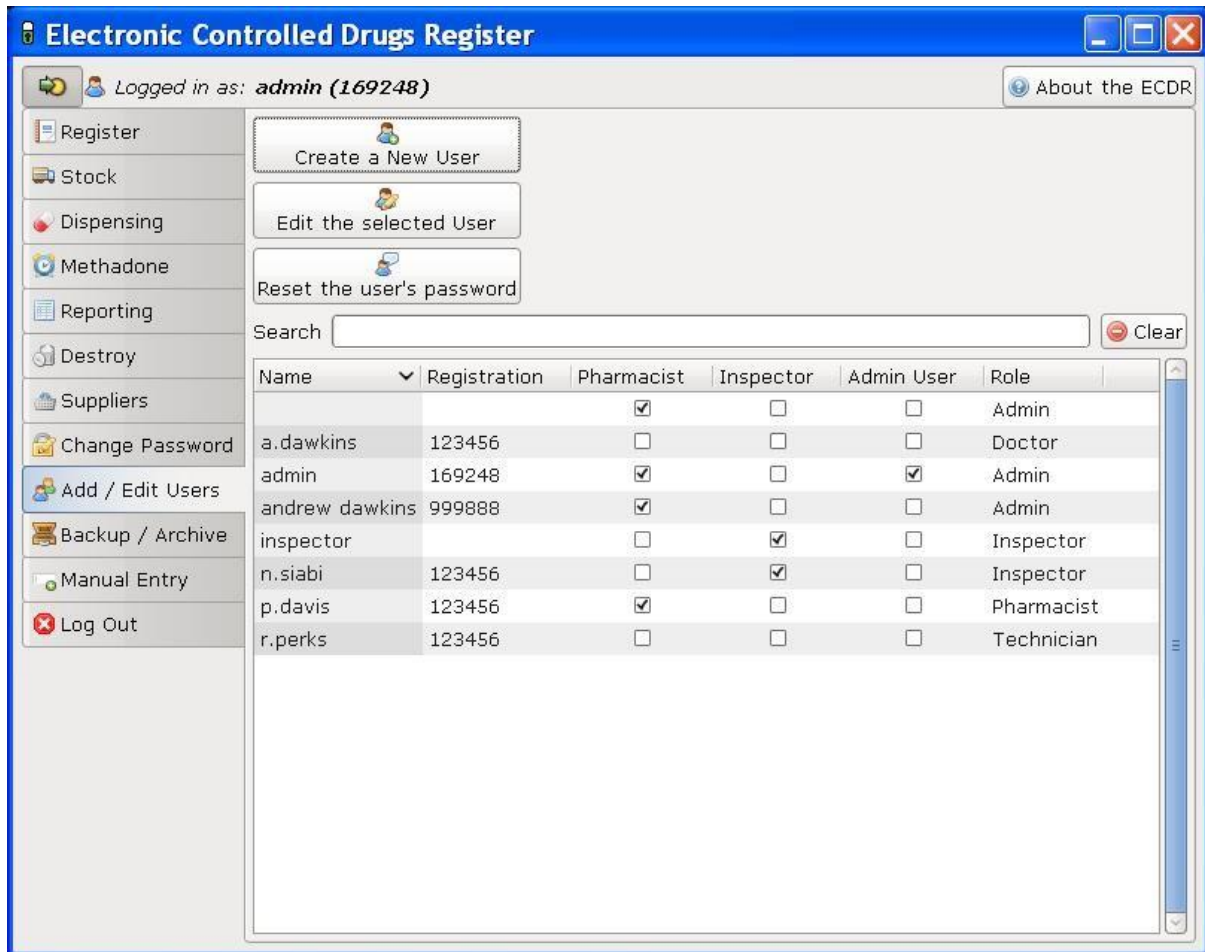 Electronic Controlled Drugs Register
Logged in as: admin (169248)
About the ECDR
Register
Stock
Dispensing
Methadone
Reporting
Destroy
Suppliers
Change Password
Add / Edit Users
Backup / Archive
Manual Entry
Log Out
Create a New User
Edit the selected User
Reset the user's password
Search
Clear
Name Registration Pharmacist Inspector Admin User Role
Admin
a.dawkins 123456 Doctor
admin 169248 Admin
andrew dawkins 999888 Admin
inspector Inspector
n.siabi 123456 Inspector
p.davis 123456 Pharmacist
r.perks 123456 Technician